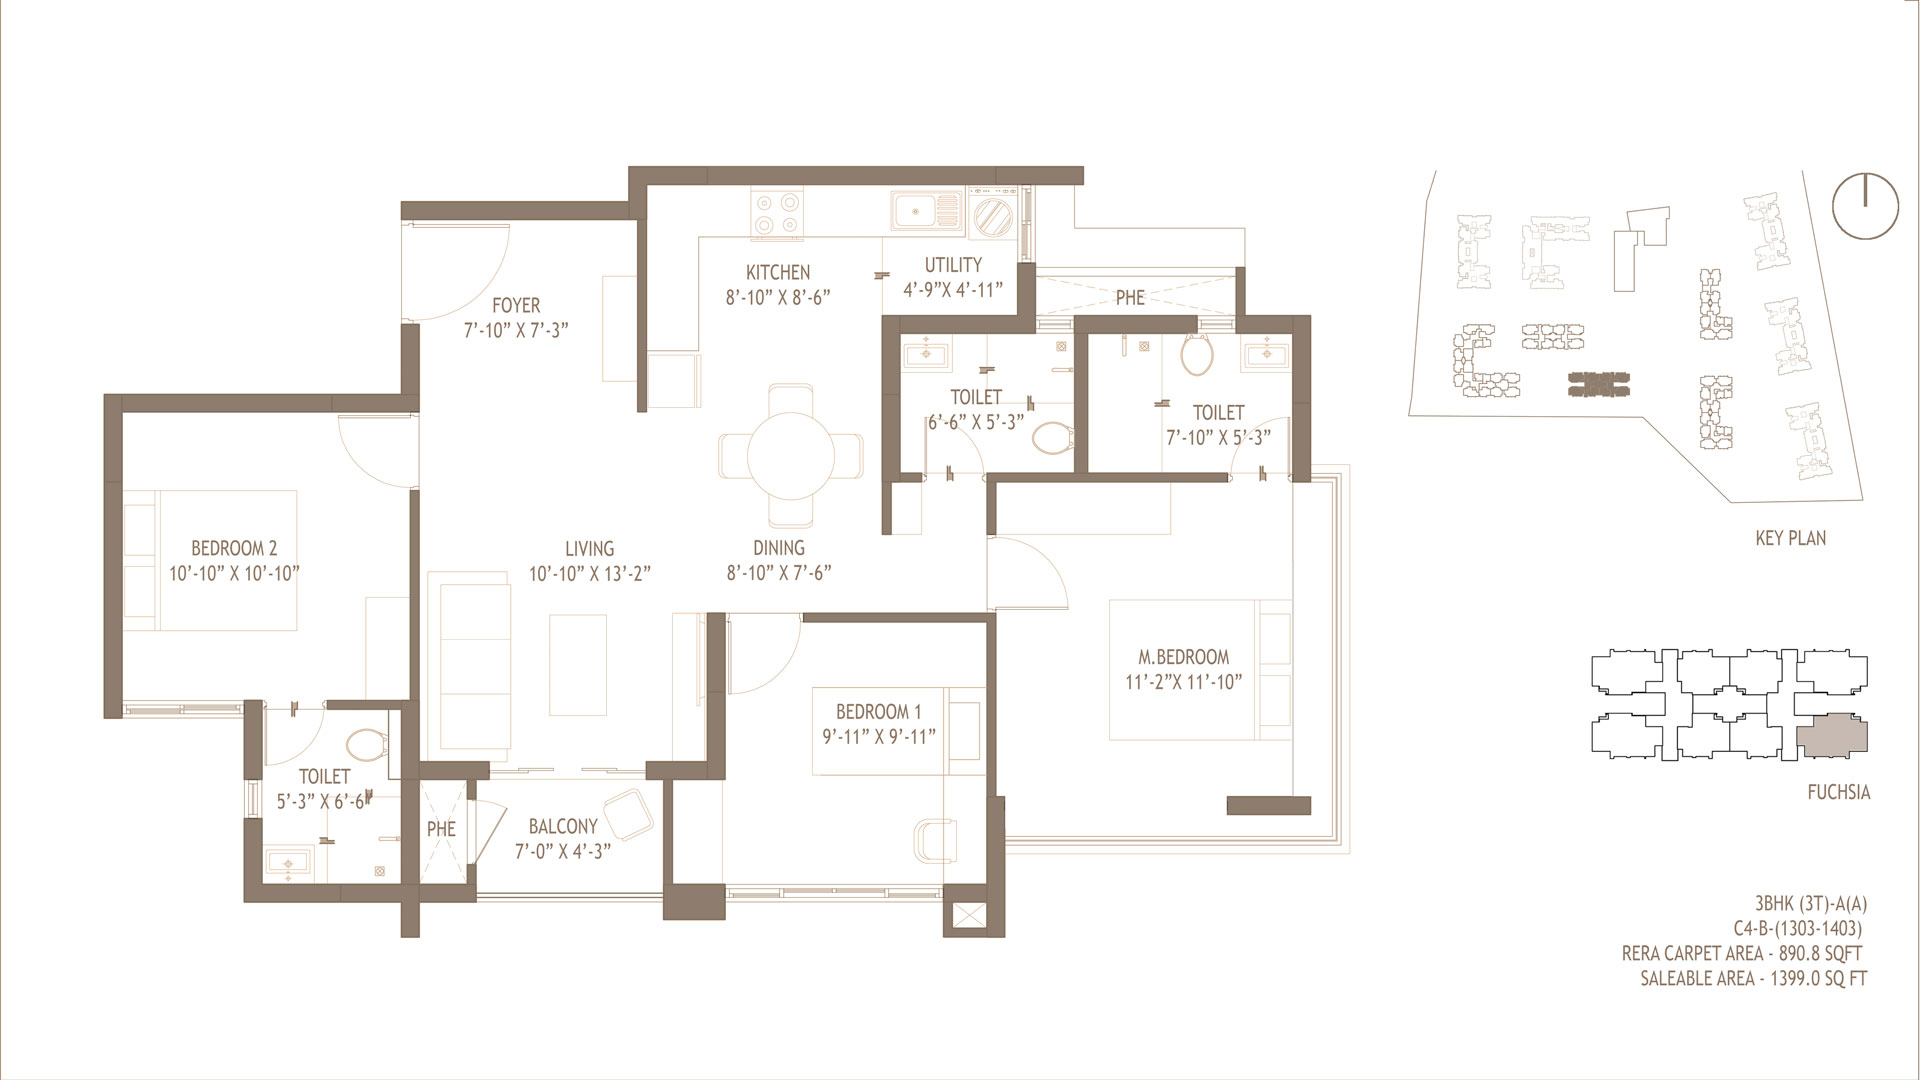 KITCHEN
8’-10” X 8’-6”
UTILITY
4’-9”X 4’-11”
FOYER
7’-10” X 7’-3”
PHE
TOILET
6’-6” X 5’-3”
TOILET
7’-10” X 5’-3”
BEDROOM 2
10’-10” X 10’-10”
LIVING
10’-10” X 13’-2”
DINING
8’-10” X 7’-6”
M.BEDROOM
11’-2”X 11’-10”
BEDROOM 1
9’-11” X 9’-11”
TOILET
5’-3” X 6’-6”
PHE
BALCONY
7’-0” X 4’-3”
KEY PLAN
FUCHSIA
3BHK (3T)-A(A)
C4-B-(1303-1403)
RERA CARPET AREA - 890.8 SQFT
SALEABLE AREA - 1399.0 SQ FT